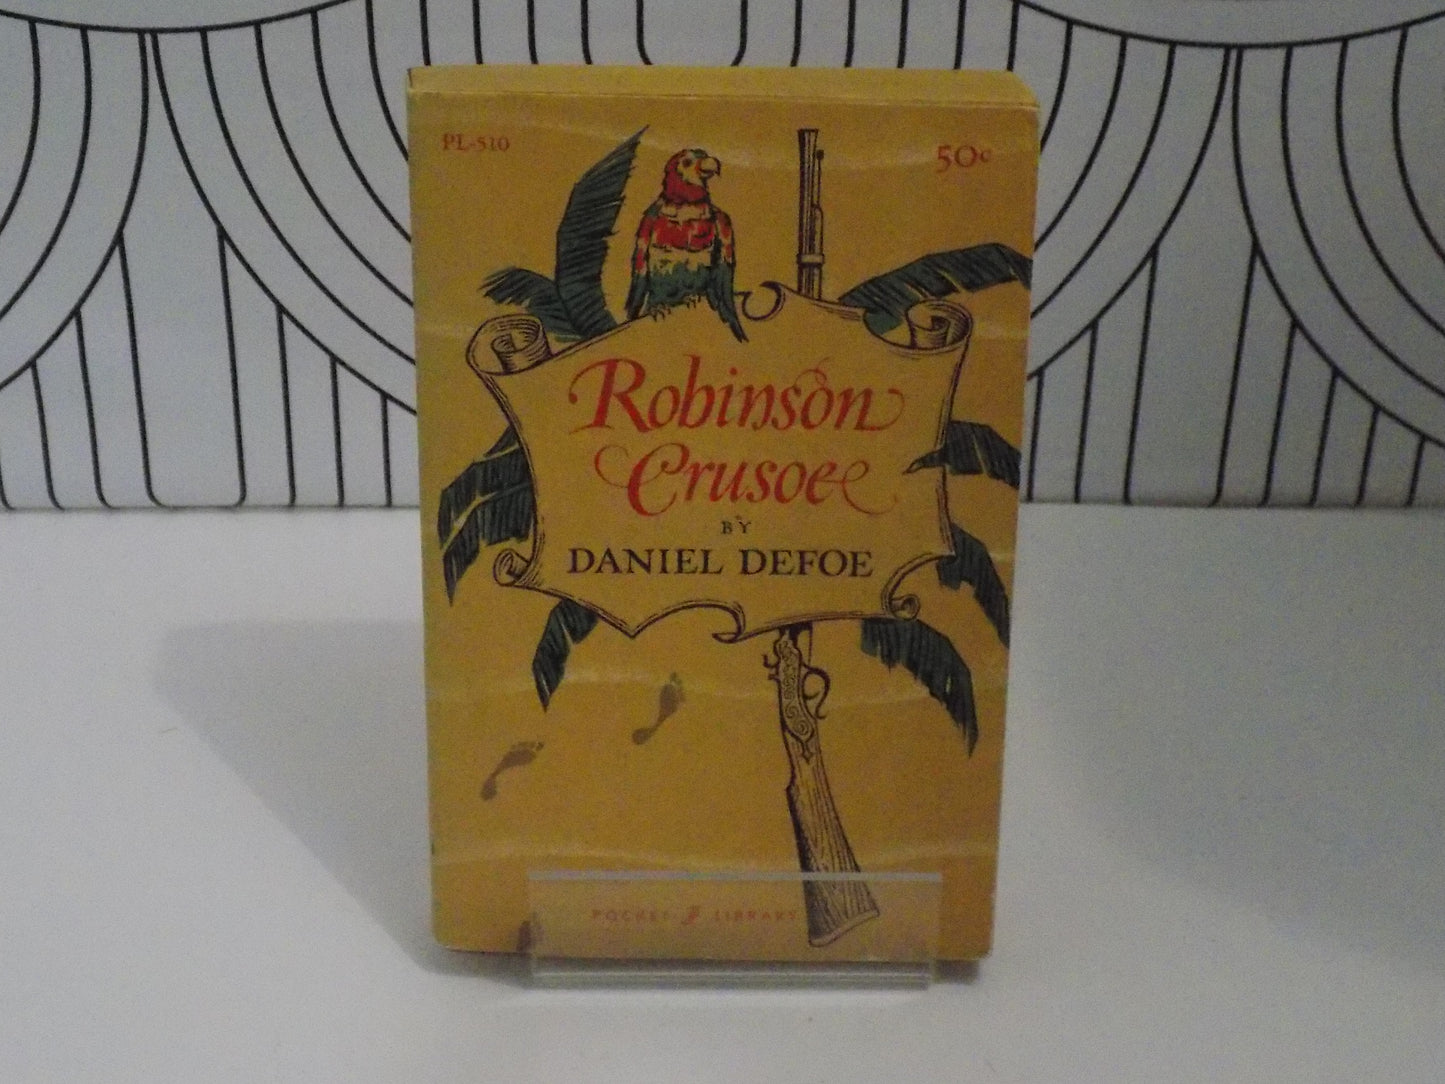 PL-510
50¢
Robinson
Crusoe
BY
DANIEL DEFOE
POCKET LIBRARY